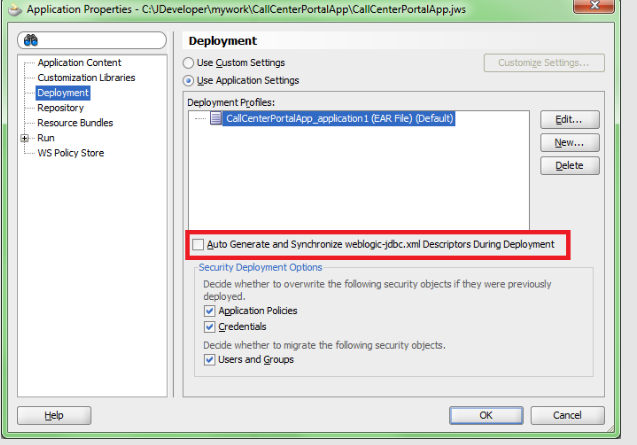 Application Properties - C:\JDeveloper\mywork\CallCenterPortalApp\CallCenterPortalApp.jws
Application Content
Customization Libraries
Deployment
Repository
Resource Bundles
Run
WS Policy Store
Deployment
Use Custom Settings
Customize Settings...
Use Application Settings
Deployment Profiles:
CallCenterPortalApp_application1 (EAR File) (Default)
Edit...
New...
Delete
Auto Generate and Synchronize weblogic-jdbc.xml Descriptors During Deployment
Security Deployment Options
Decide whether to overwrite the following security objects if they were previously
deployed.
Application Policies
Credentials
Decide whether to migrate the following security objects.
Users and Groups
Help
OK
Cancel